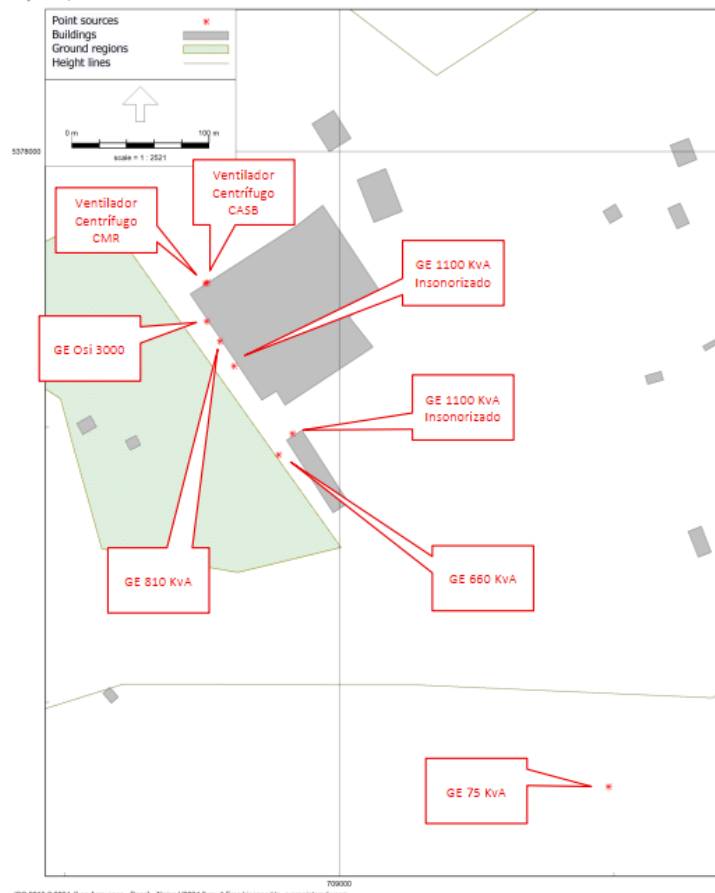 Point sources
Buildings
Ground regions
Height lines
0 m
100 m
scale = 1 : 2521
5378000
Ventilador
Centrífugo
CASB
Ventilador
Centrífugo
CMR
GE 1100 KvA
Insonorizado
GE Osi 3000
GE 1100 KvA
Insonorizado
GE 810 KvA
GE 660 KvA
GE 75 KvA
709000